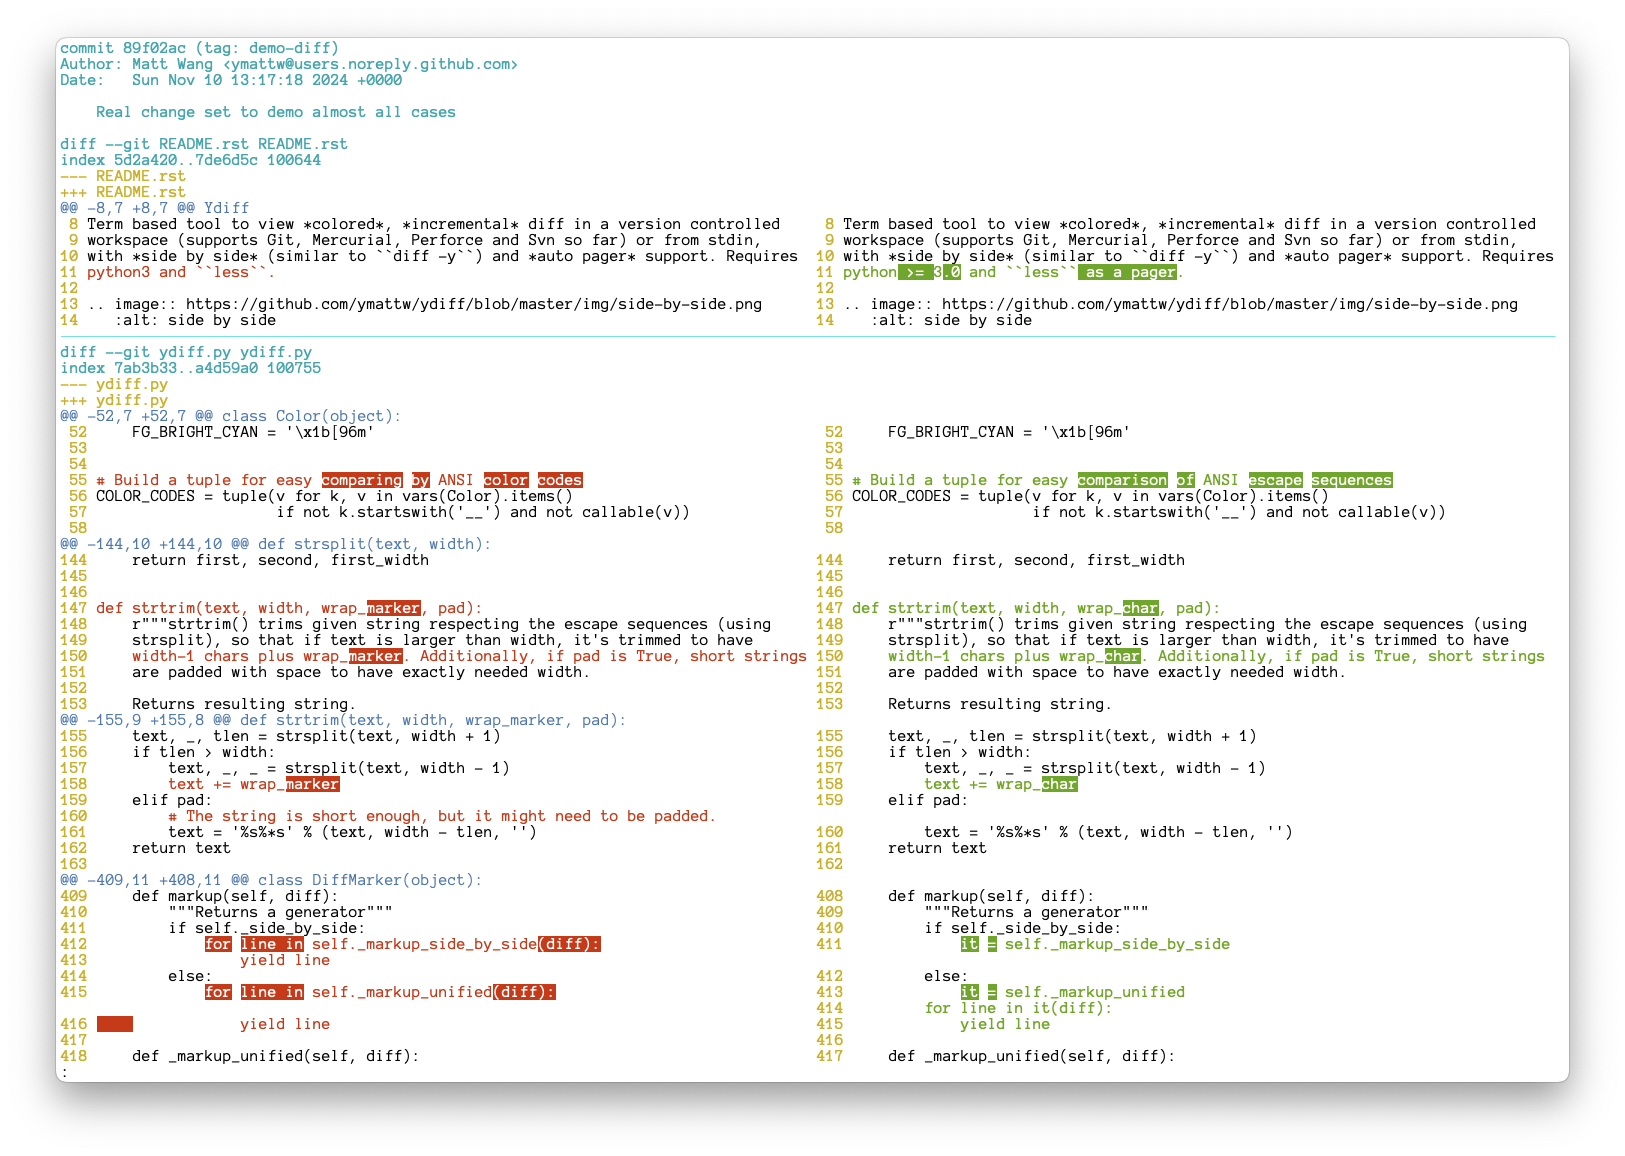 commit 89f02ac (tag: demo-diff)
Author: Matt Wang <ymattw@users.noreply.github.com>
Date:   Sun Nov 10 13:17:18 2024 +0000

    Real change set to demo almost all cases

diff --git README.rst README.rst
index 5d2a420..7de6d5c 100644
--- README.rst
+++ README.rst
@@ -8,7 +8,7 @@ Ydiff
 8 Term based tool to view *colored*, *incremental* diff in a version controlled     8 Term based tool to view *colored*, *incremental* diff in a version controlled
 9 workspace (supports Git, Mercurial, Perforce and Svn so far) or from stdin,       9 workspace (supports Git, Mercurial, Perforce and Svn so far) or from stdin,
10 with *side by side* (similar to ``diff -y``) and *auto pager* support. Requires  10 with *side by side* (similar to ``diff -y``) and *auto pager* support. Requires
11 python3 and ``less``.                                                            11 python >= 3.0 and ``less`` as a pager.
12                                                                                  12
13 .. image:: https://github.com/ymattw/ydiff/blob/master/img/side-by-side.png      13 .. image:: https://github.com/ymattw/ydiff/blob/master/img/side-by-side.png
14    :alt: side by side                                                            14    :alt: side by side
diff --git ydiff.py ydiff.py
index 7ab3b33..a4d59a0 100755
--- ydiff.py
+++ ydiff.py
@@ -52,7 +52,7 @@ class Color(object):
 52     FG_BRIGHT_CYAN = '\x1b[96m'                                                  52     FG_BRIGHT_CYAN = '\x1b[96m'
 53                                                                                  53
 54                                                                                  54
 55 # Build a tuple for easy comparing by ANSI color codes                           55 # Build a tuple for easy comparison of ANSI escape sequences
 56 COLOR_CODES = tuple(v for k, v in vars(Color).items()                            56 COLOR_CODES = tuple(v for k, v in vars(Color).items()
 57                     if not k.startswith('__') and not callable(v))               57                     if not k.startswith('__') and not callable(v))
 58                                                                                  58
@@ -144,10 +144,10 @@ def strsplit(text, width):
144     return first, second, first_width                                           144     return first, second, first_width
145                                                                                 145
146                                                                                 146
147 def strtrim(text, width, wrap_marker, pad):                                     147 def strtrim(text, width, wrap_char, pad):
148     r"""strtrim() trims given string respecting the escape sequences (using     148     r"""strtrim() trims given string respecting the escape sequences (using
149     strsplit), so that if text is larger than width, it's trimmed to have       149     strsplit), so that if text is larger than width, it's trimmed to have
150     width-1 chars plus wrap_marker. Additionally, if pad is True, short strings 150     width-1 chars plus wrap_char. Additionally, if pad is True, short strings
151     are padded with space to have exactly needed width.                         151     are padded with space to have exactly needed width.
152                                                                                 152
153     Returns resulting string.                                                   153     Returns resulting string.
@@ -155,9 +155,8 @@ def strtrim(text, width, wrap_marker, pad):
155     text, _, tlen = strsplit(text, width + 1)                                   155     text, _, tlen = strsplit(text, width + 1)
156     if tlen > width:                                                            156     if tlen > width:
157         text, _, _ = strsplit(text, width - 1)                                  157         text, _, _ = strsplit(text, width - 1)
158         text += wrap_marker                                                     158         text += wrap_char
159     elif pad:                                                                   159     elif pad:
160         # The string is short enough, but it might need to be padded.
161         text = '%s%*s' % (text, width - tlen, '')                               160         text = '%s%*s' % (text, width - tlen, '')
162     return text                                                                 161     return text
163                                                                                 162
@@ -409,11 +408,11 @@ class DiffMarker(object):
409     def markup(self, diff):                                                     408     def markup(self, diff):
410         """Returns a generator"""                                               409         """Returns a generator"""
411         if self._side_by_side:                                                  410         if self._side_by_side:
412             for line in self._markup_side_by_side(diff):                        411             it = self._markup_side_by_side
413                 yield line
414         else:                                                                   412         else:
415             for line in self._markup_unified(diff):                             413             it = self._markup_unified
                                                                                    414         for line in it(diff):
416                 yield line                                                      415             yield line
417                                                                                 416
418     def _markup_unified(self, diff):                                            417     def _markup_unified(self, diff):
: